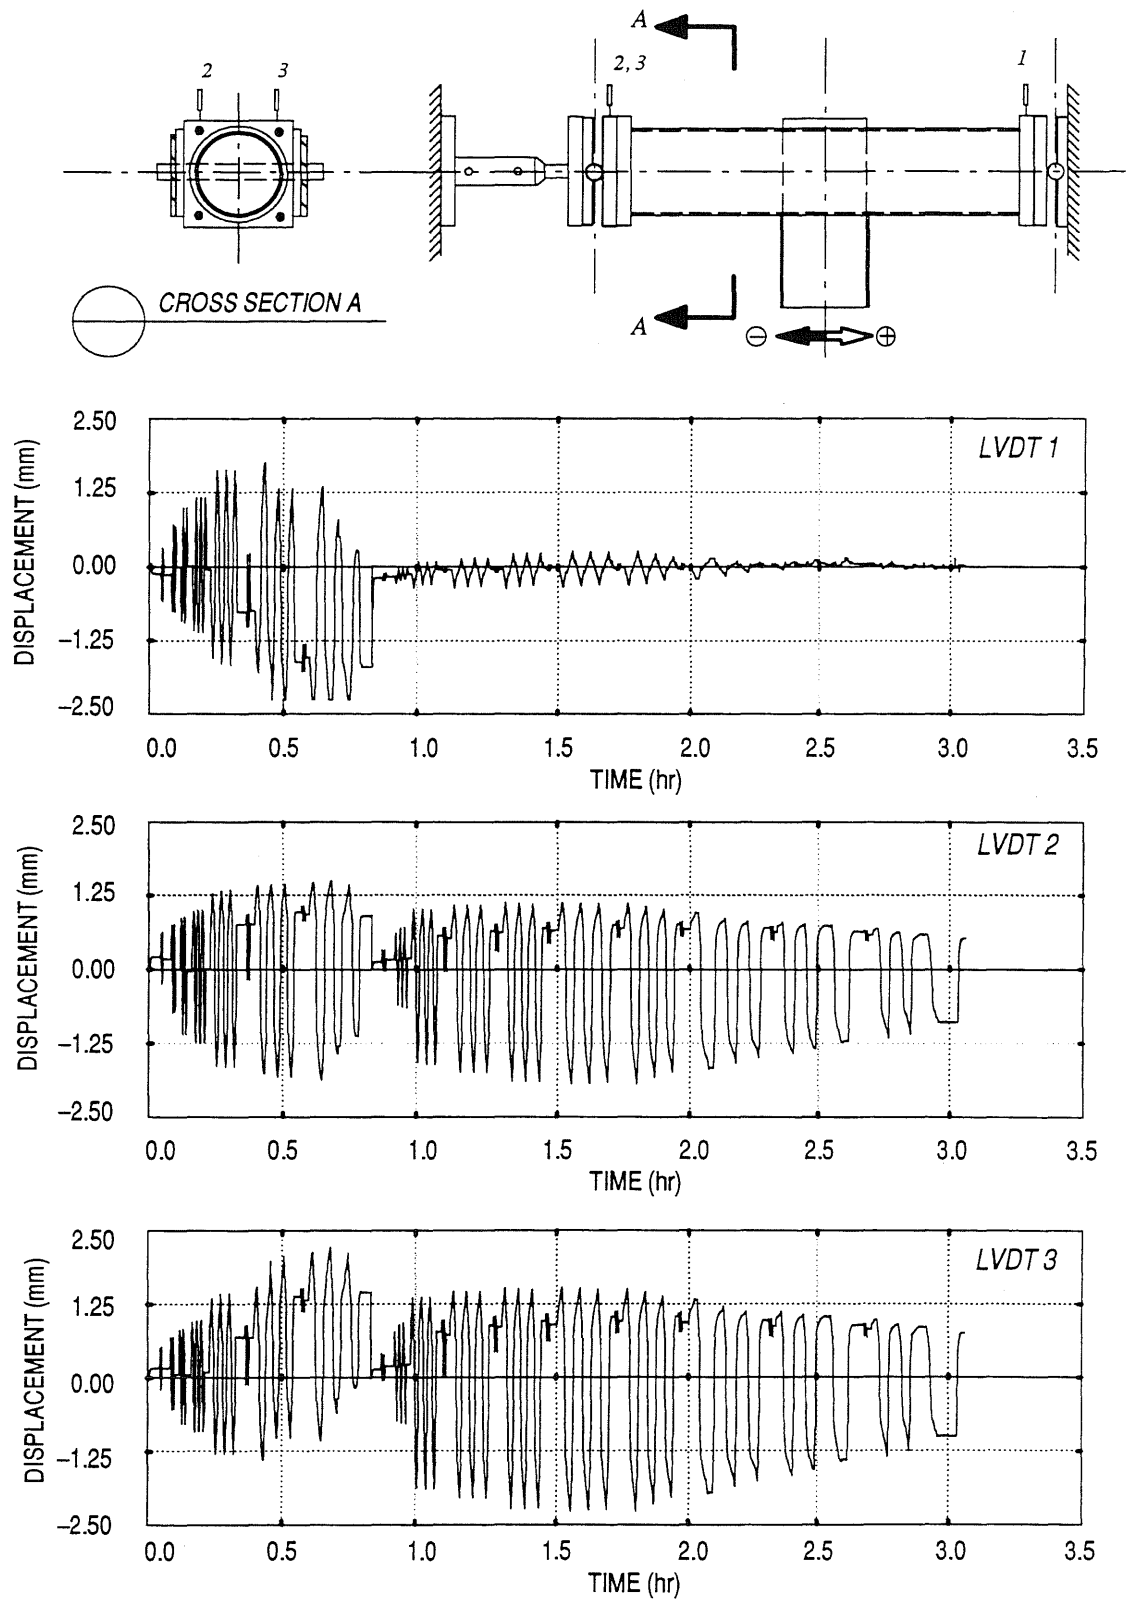 A
2 3
2,3
1
CROSS SECTION A
A
⊖ ⊕
2.50
1.25
0.00
−1.25
−2.50
DISPLACEMENT (mm)
LVDT 1
0.0 0.5 1.0 1.5 2.0 2.5 3.0 3.5
TIME (hr)
2.50
1.25
0.00
−1.25
−2.50
DISPLACEMENT (mm)
LVDT 2
0.0 0.5 1.0 1.5 2.0 2.5 3.0 3.5
TIME (hr)
2.50
1.25
0.00
−1.25
−2.50
DISPLACEMENT (mm)
LVDT 3
0.0 0.5 1.0 1.5 2.0 2.5 3.0 3.5
TIME (hr)